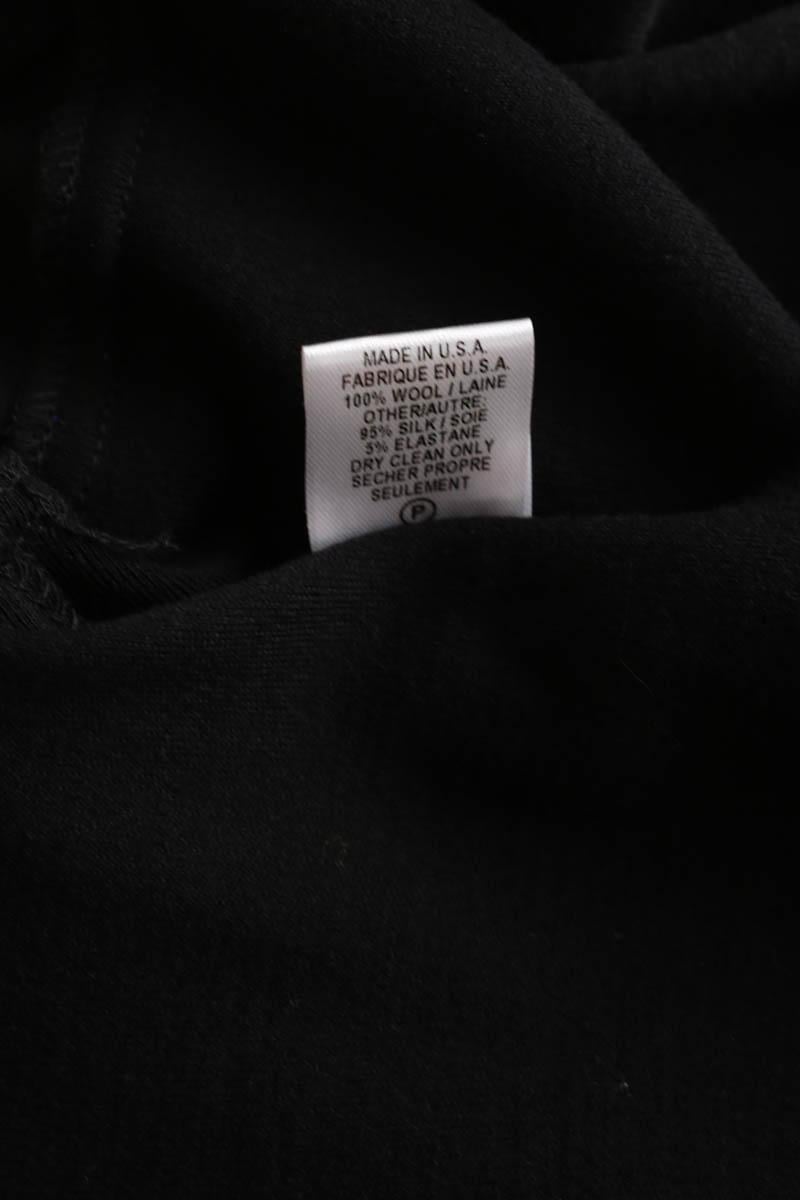 MADE IN U.S.A.
FABRIQUE EN U.S.A.
100% WOOL / LAINE
OTHER/AUTRE:
95% SILK / SOIE
5% ELASTANE
DRY CLEAN ONLY
SECHER PROPRE
SEULEMENT
P